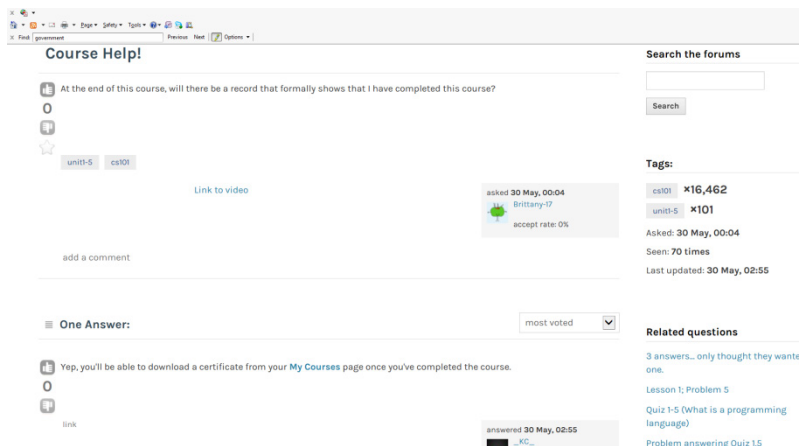 Page Safety Tools
x Find: government Previous Next Options
Course Help!
At the end of this course, will there be a record that formally shows that I have completed this course?
0
unit1-5 cs101
Link to video
asked 30 May, 00:04
Brittany-17
accept rate: 0%
add a comment
One Answer:
most voted
Yep, you'll be able to download a certificate from your My Courses page once you've completed the course.
0
link
answered 30 May, 02:55
_KC_
Search the forums
Search
Tags:
cs101 ×16,462
unit1-5 ×101
Asked: 30 May, 00:04
Seen: 70 times
Last updated: 30 May, 02:55
Related questions
3 answers... only thought they wante
one.
Lesson 1; Problem 5
Quiz 1-5 (What is a programming
language)
Problem answering Quiz 1.5